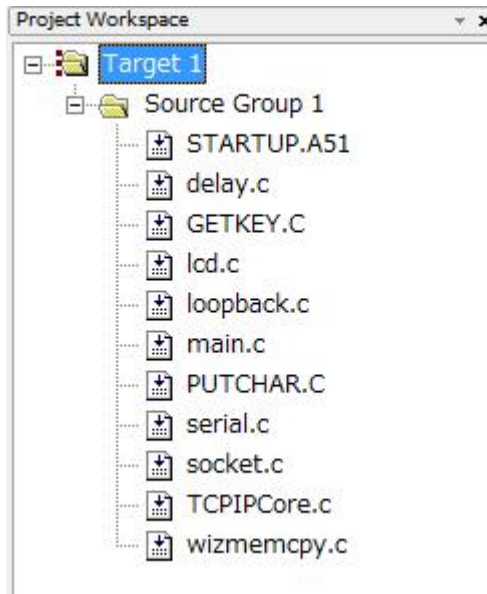 Project Workspace
Target 1
Source Group 1
STARTUP.A51
delay.c
GETKEY.C
lcd.c
loopback.c
main.c
PUTCHAR.C
serial.c
socket.c
TCPIPCore.c
wizmemcpy.c